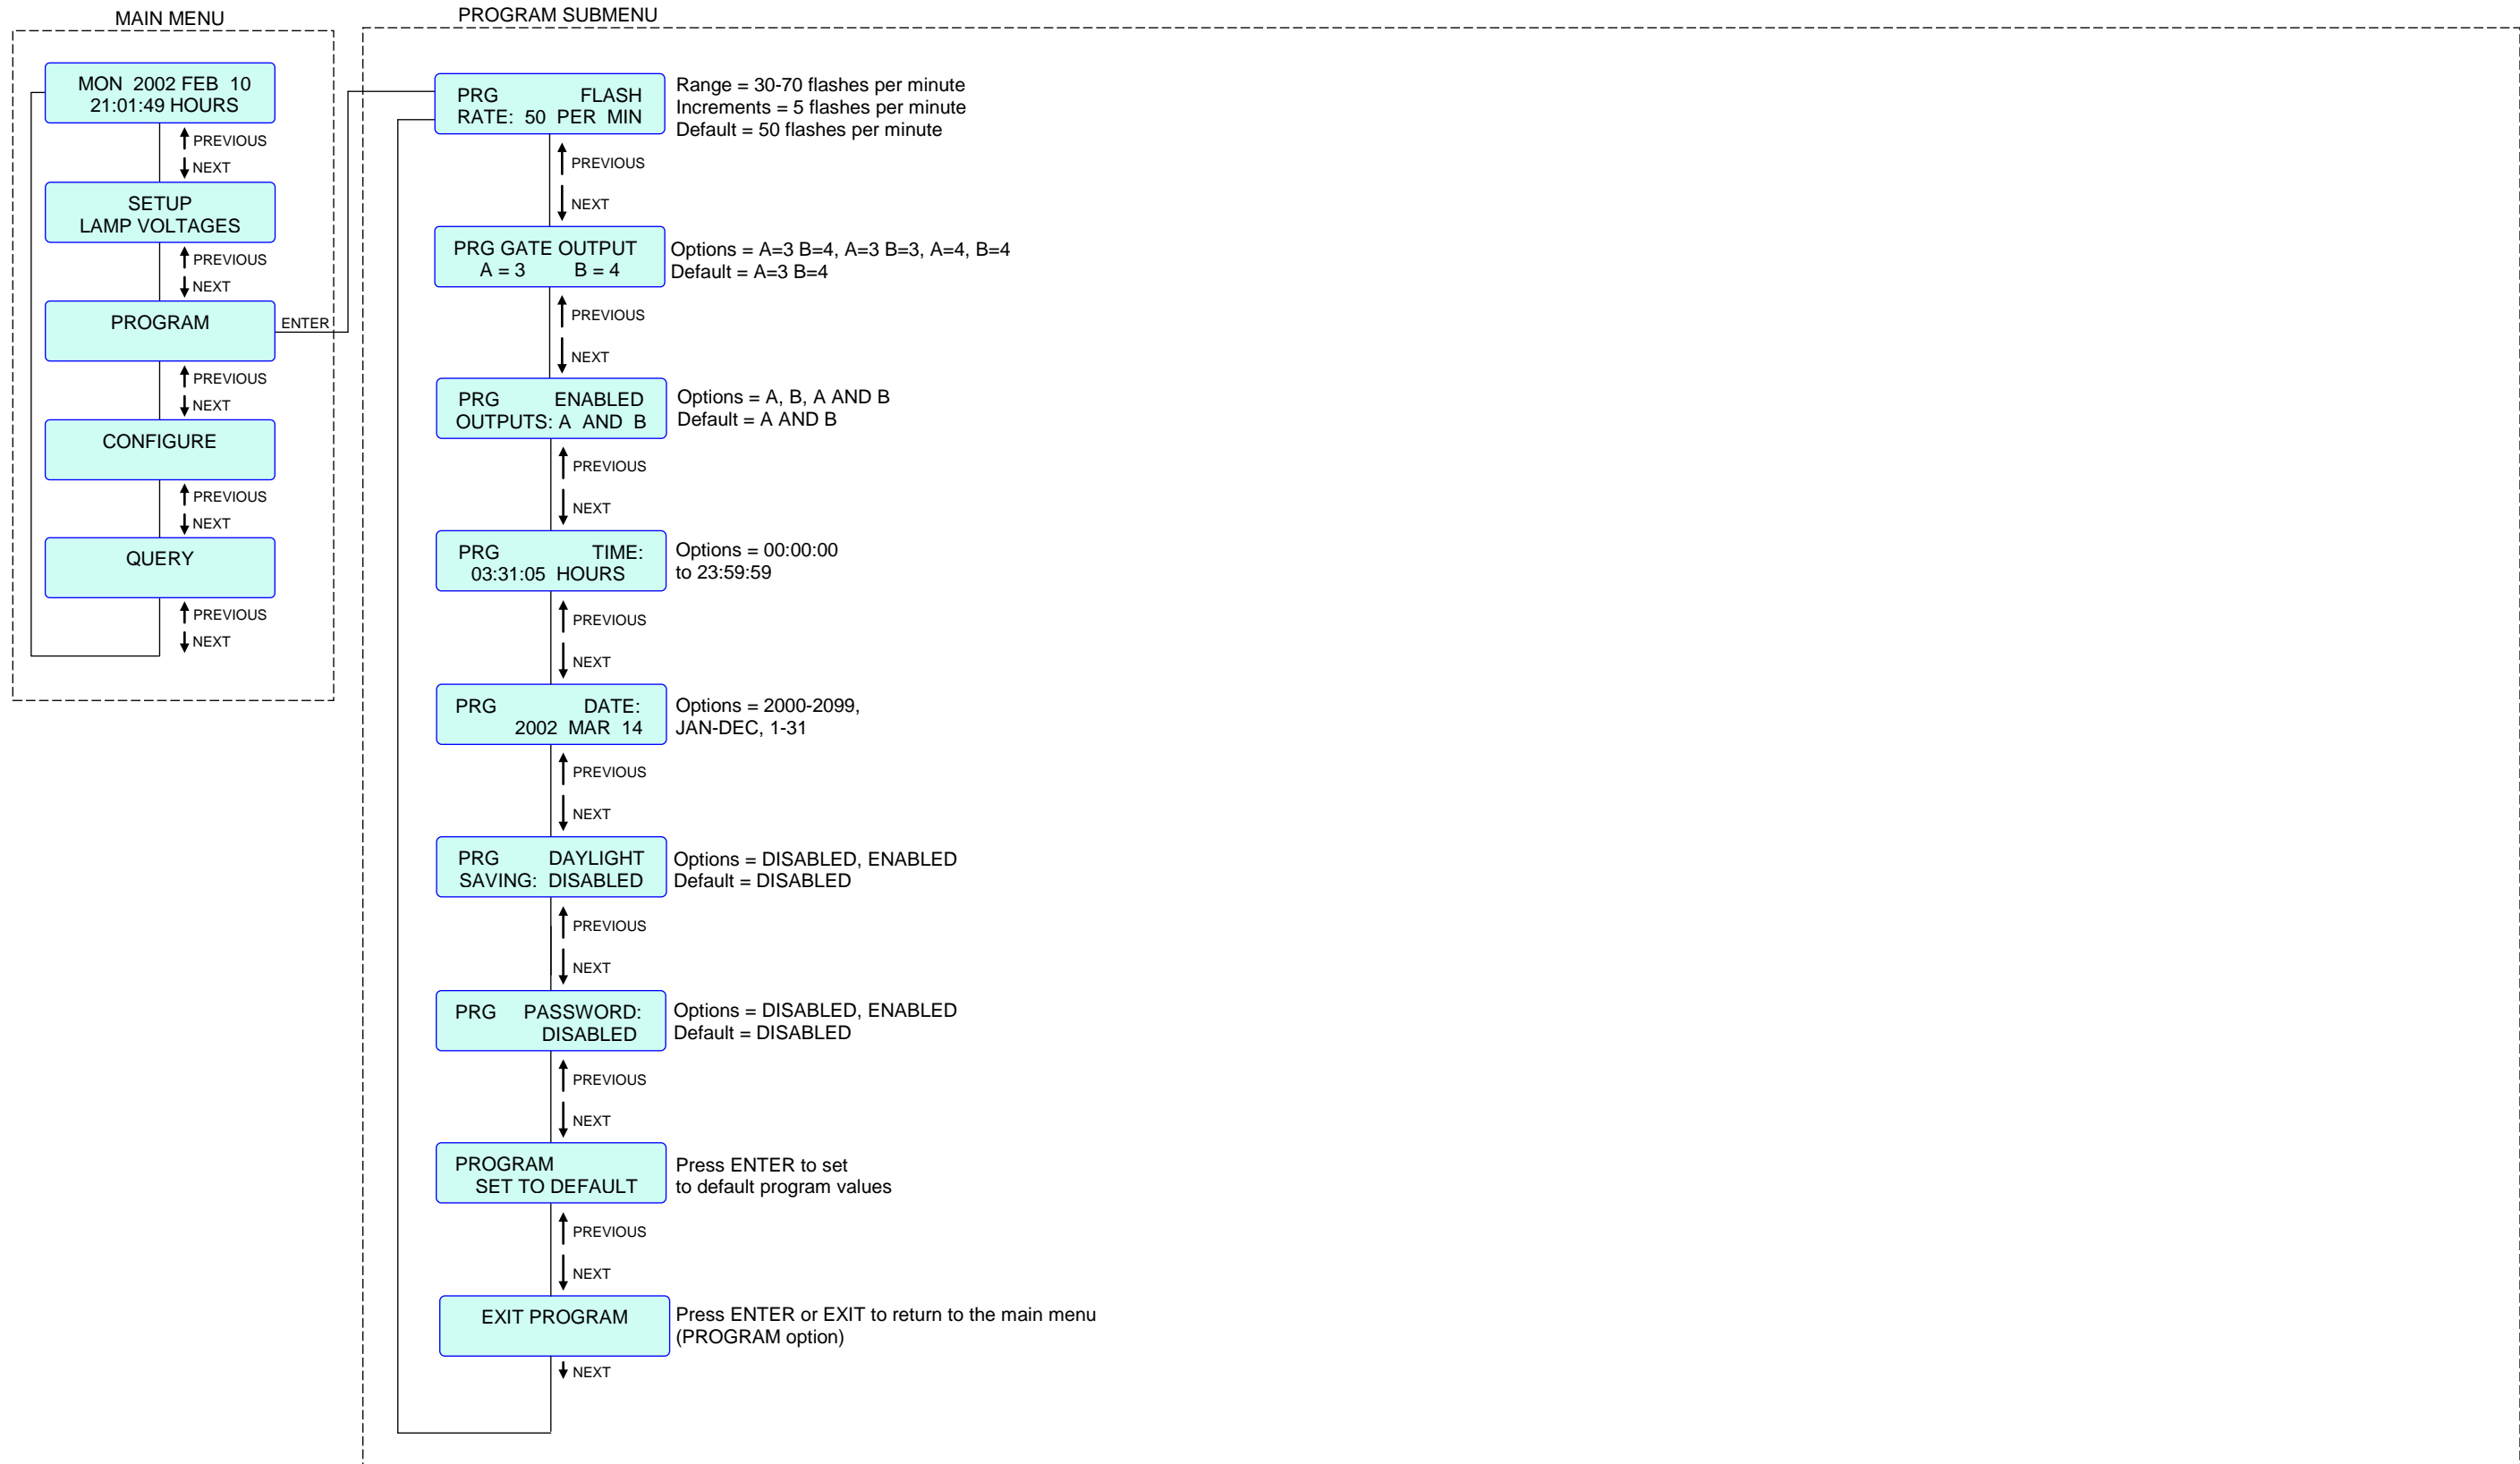 MAIN MENU
MON 2002 FEB 10
21:01:49 HOURS
PREVIOUS
NEXT
SETUP
LAMP VOLTAGES
PREVIOUS
NEXT
PROGRAM
ENTER
PREVIOUS
NEXT
CONFIGURE
PREVIOUS
NEXT
QUERY
PREVIOUS
NEXT
PROGRAM SUBMENU
PRG FLASH
RATE: 50 PER MIN
Range = 30-70 flashes per minute
Increments = 5 flashes per minute
Default = 50 flashes per minute
PREVIOUS
NEXT
PRG GATE OUTPUT
A = 3 B = 4
Options = A=3 B=4, A=3 B=3, A=4, B=4
Default = A=3 B=4
PREVIOUS
NEXT
PRG ENABLED
OUTPUTS: A AND B
Options = A, B, A AND B
Default = A AND B
PREVIOUS
NEXT
PRG TIME:
03:31:05 HOURS
Options = 00:00:00
to 23:59:59
PREVIOUS
NEXT
PRG DATE:
2002 MAR 14
Options = 2000-2099,
JAN-DEC, 1-31
PREVIOUS
NEXT
PRG DAYLIGHT
SAVING: DISABLED
Options = DISABLED, ENABLED
Default = DISABLED
PREVIOUS
NEXT
PRG PASSWORD:
DISABLED
Options = DISABLED, ENABLED
Default = DISABLED
PREVIOUS
NEXT
PROGRAM
SET TO DEFAULT
Press ENTER to set
to default program values
PREVIOUS
NEXT
EXIT PROGRAM
Press ENTER or EXIT to return to the main menu
(PROGRAM option)
NEXT